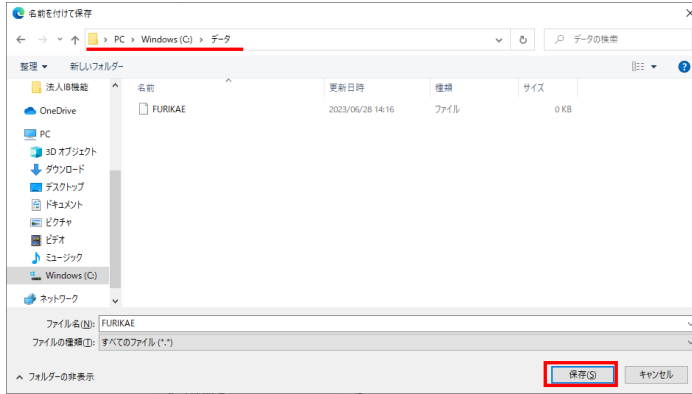 名前を付けて保存
PC › Windows (C:) › データ
データの検索
整理 新しいフォルダー
法人IB機能
OneDrive
PC
3D オブジェクト
ダウンロード
デスクトップ
ドキュメント
ピクチャ
ビデオ
ミュージック
Windows (C:)
ネットワーク
名前 更新日時 種類 サイズ
FURIKAE 2023/06/28 14:16 ファイル 0 KB
ファイル名(N): FURIKAE
ファイルの種類(T): すべてのファイル (*.*)
フォルダーの非表示
保存(S) キャンセル